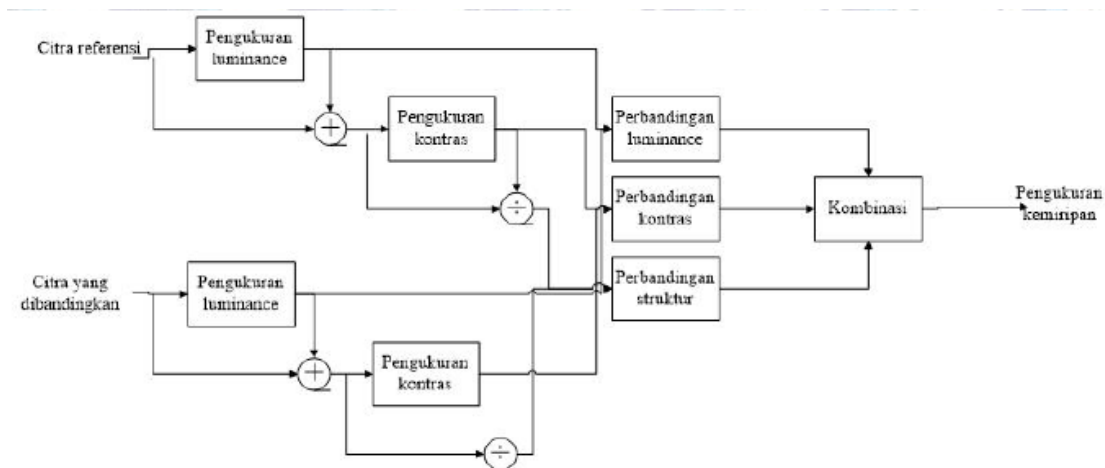 Citra referensi
Pengukuran
luminance
+
Pengukuran
kontras
÷
Perbandingan
luminance
Perbandingan
kontras
Perbandingan
struktur
Kombinasi
Pengukuran
kemiripan
Citra yang
dibandingkan
Pengukuran
luminance
+
Pengukuran
kontras
÷